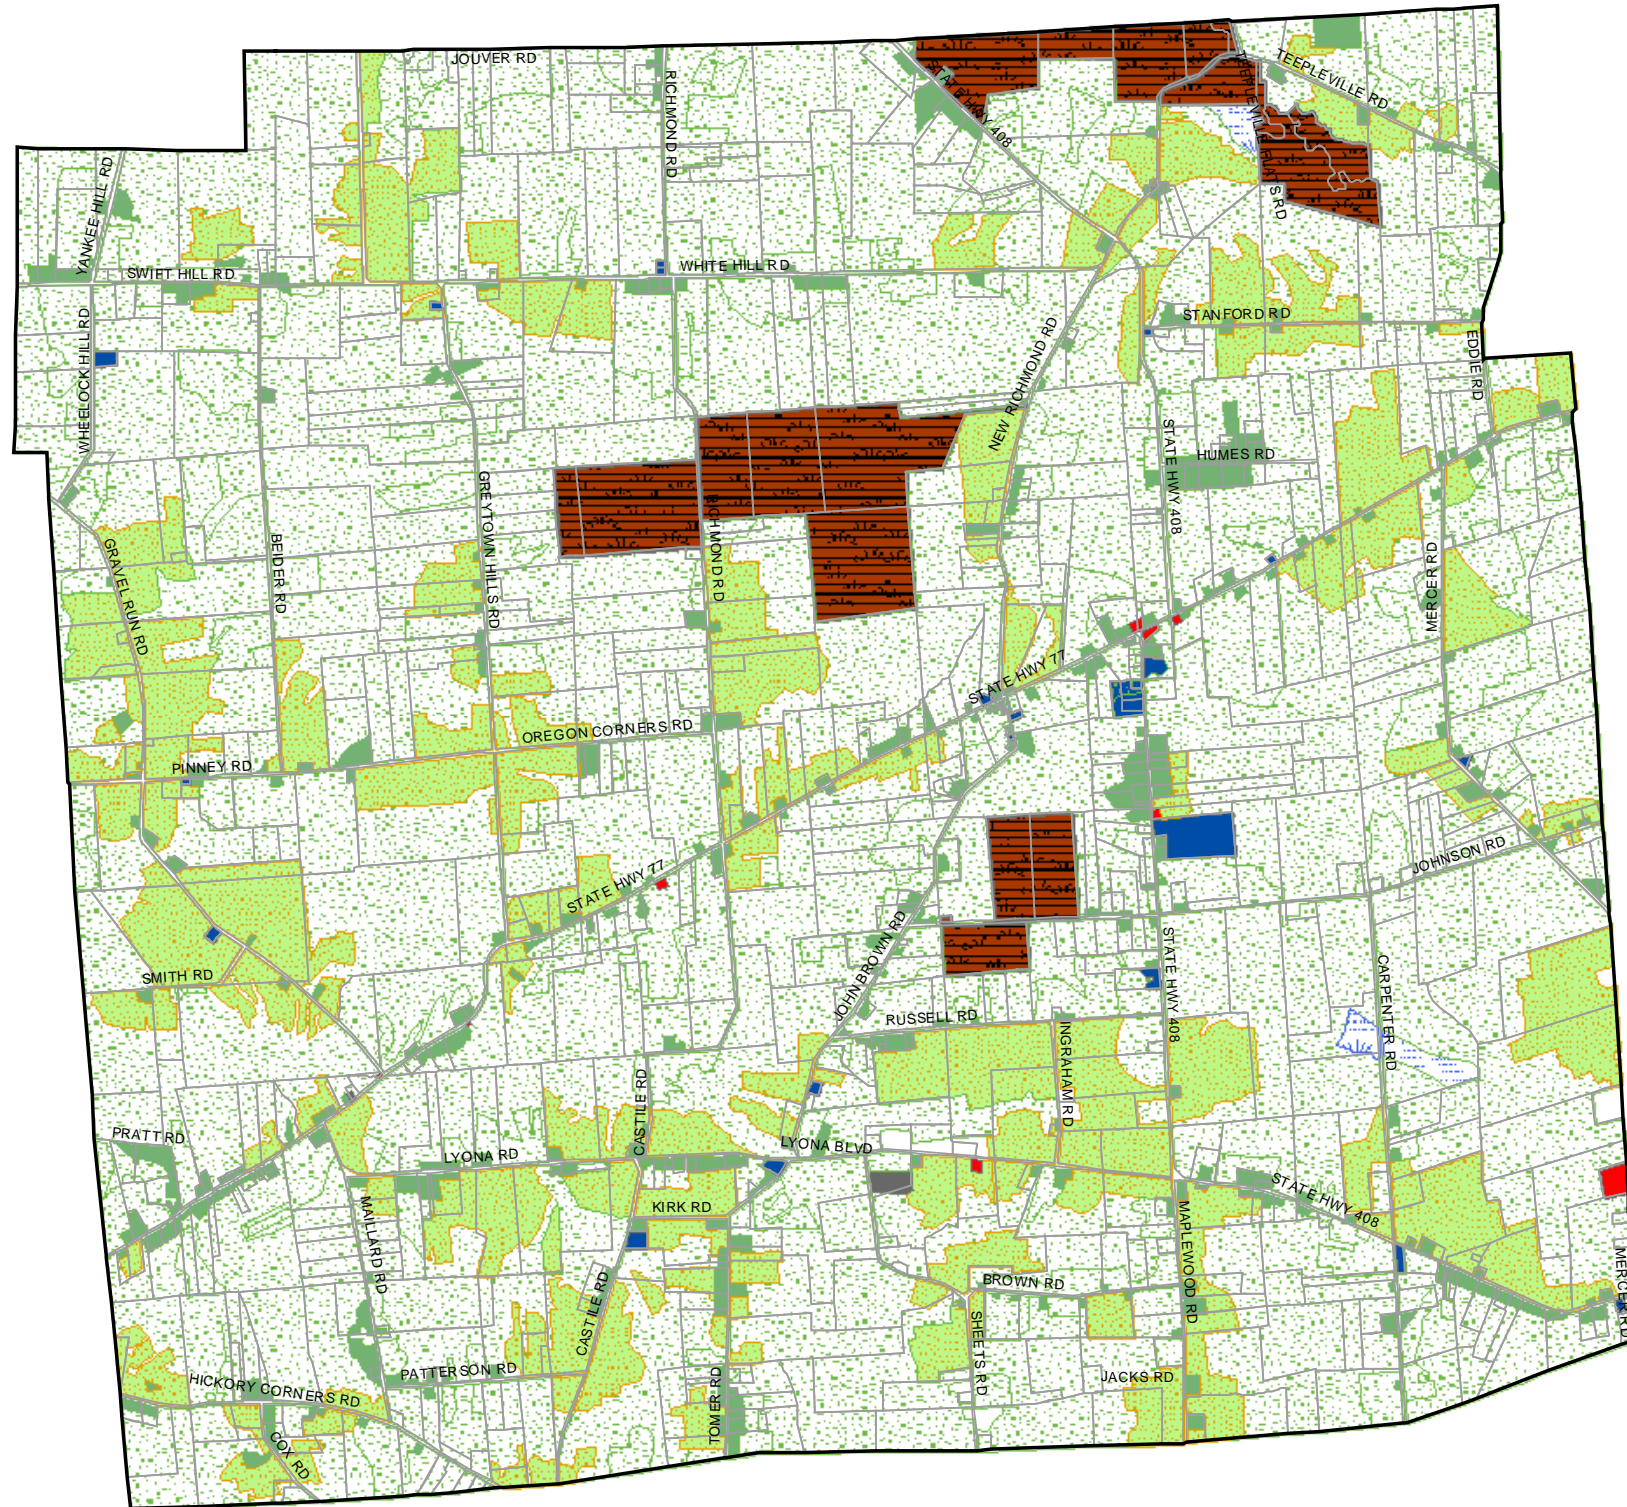 JOUVER RD
RICHMOND RD
STATE HWY 408
TEEPLEVILLE RD
TEEPLEVILLE FLATS RD
YANKEE HILL RD
SWIFT HILL RD
WHITE HILL RD
STANFORD RD
EDDIE RD
WHEELOCK HILL RD
NEW RICHMOND RD
STATE HWY 408
HUMES RD
GREYTOWN HILLS RD
RICHMOND RD
GRAVEL RUN RD
BEIDER RD
MERCER RD
STATE HWY 77
OREGON CORNERS RD
PINNEY RD
JOHNSON RD
STATE HWY 77
JOHN BROWN RD
SMITH RD
STATE HWY 408
CARPENTER RD
RUSSELL RD
INGRAHAM RD
CASTILE RD
PRATT RD
LYONA RD
LYONA BLVD
MAILLARD RD
KIRK RD
MAPLEWOOD RD
STATE HWY 408
MERCER RD
CASTILE RD
BROWN RD
SHEETS RD
PATTERSON RD
TOMER RD
JACKS RD
HICKORY CORNERS RD
COX RD